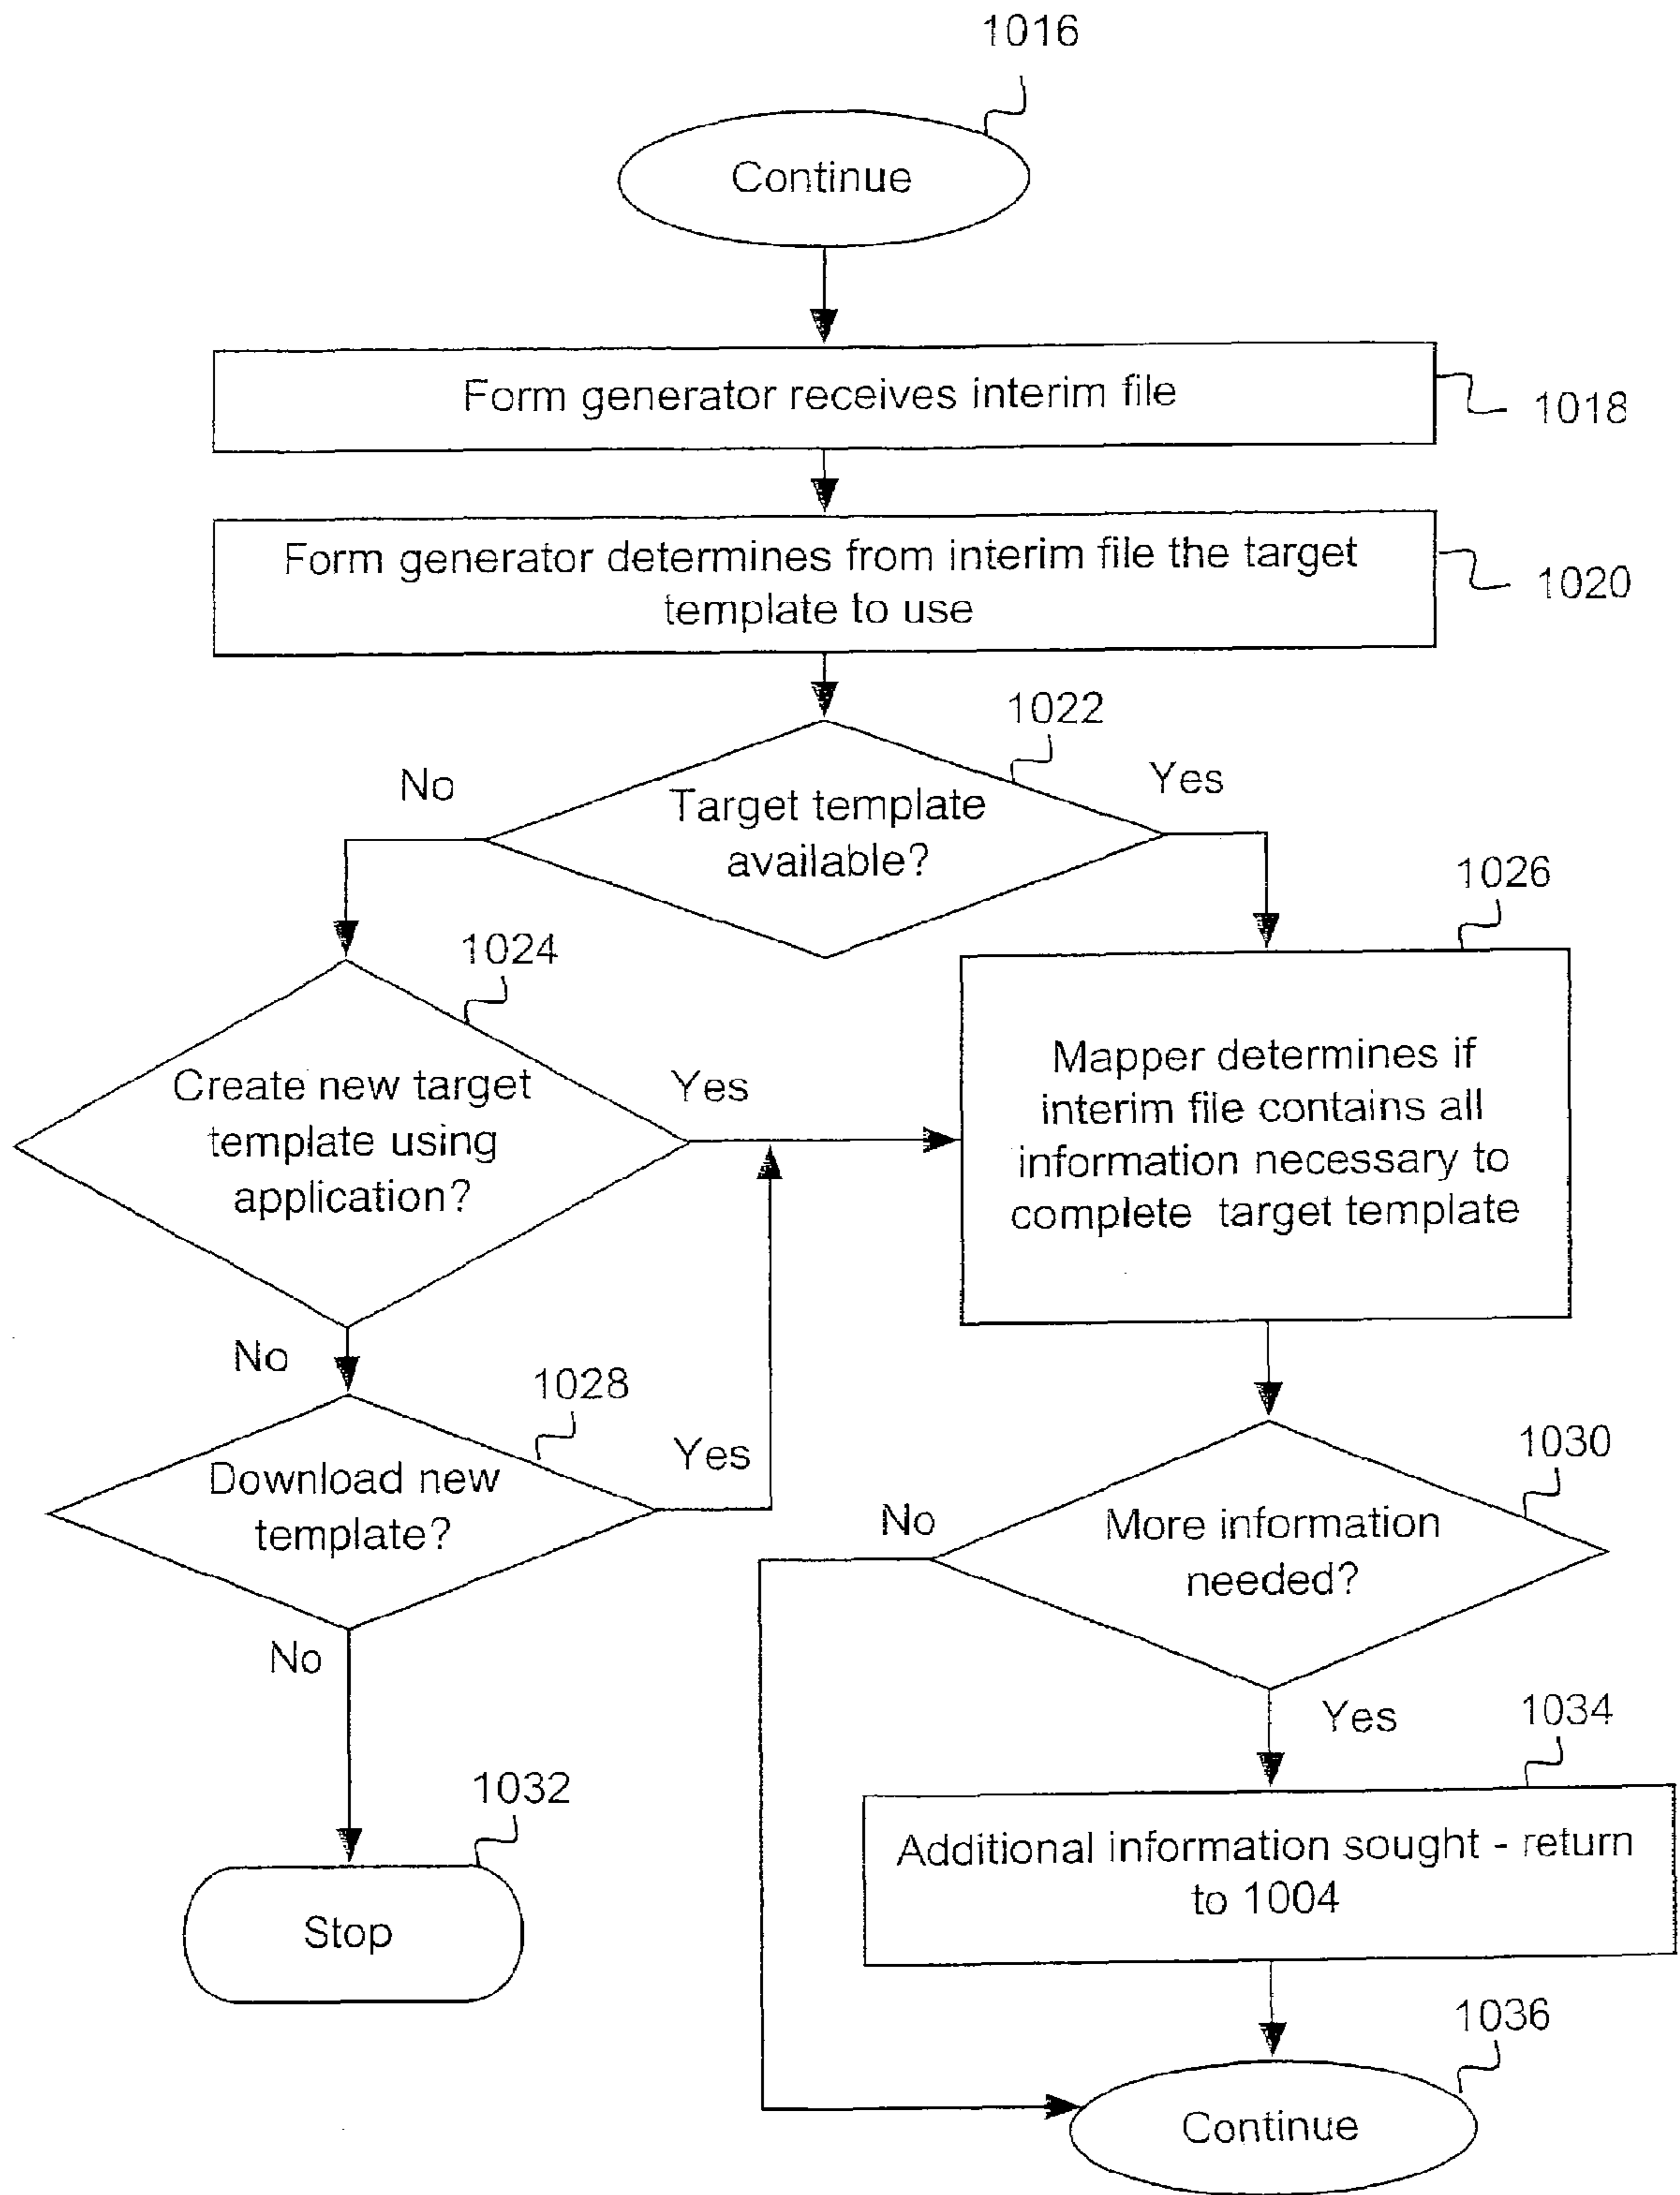 1016
Continue
Form generator receives interim file
1018
Form generator determines from interim file the target
template to use
1020
1022
No
Yes
Target template
available?
1026
1024
Create new target
template using
application?
Yes
Mapper determines if
interim file contains all
information necessary to
complete target template
No
1028
Download new
template?
Yes
1030
No
More information
needed?
No
Yes
1034
1032
Additional information sought - return
to 1004
Stop
1036
Continue